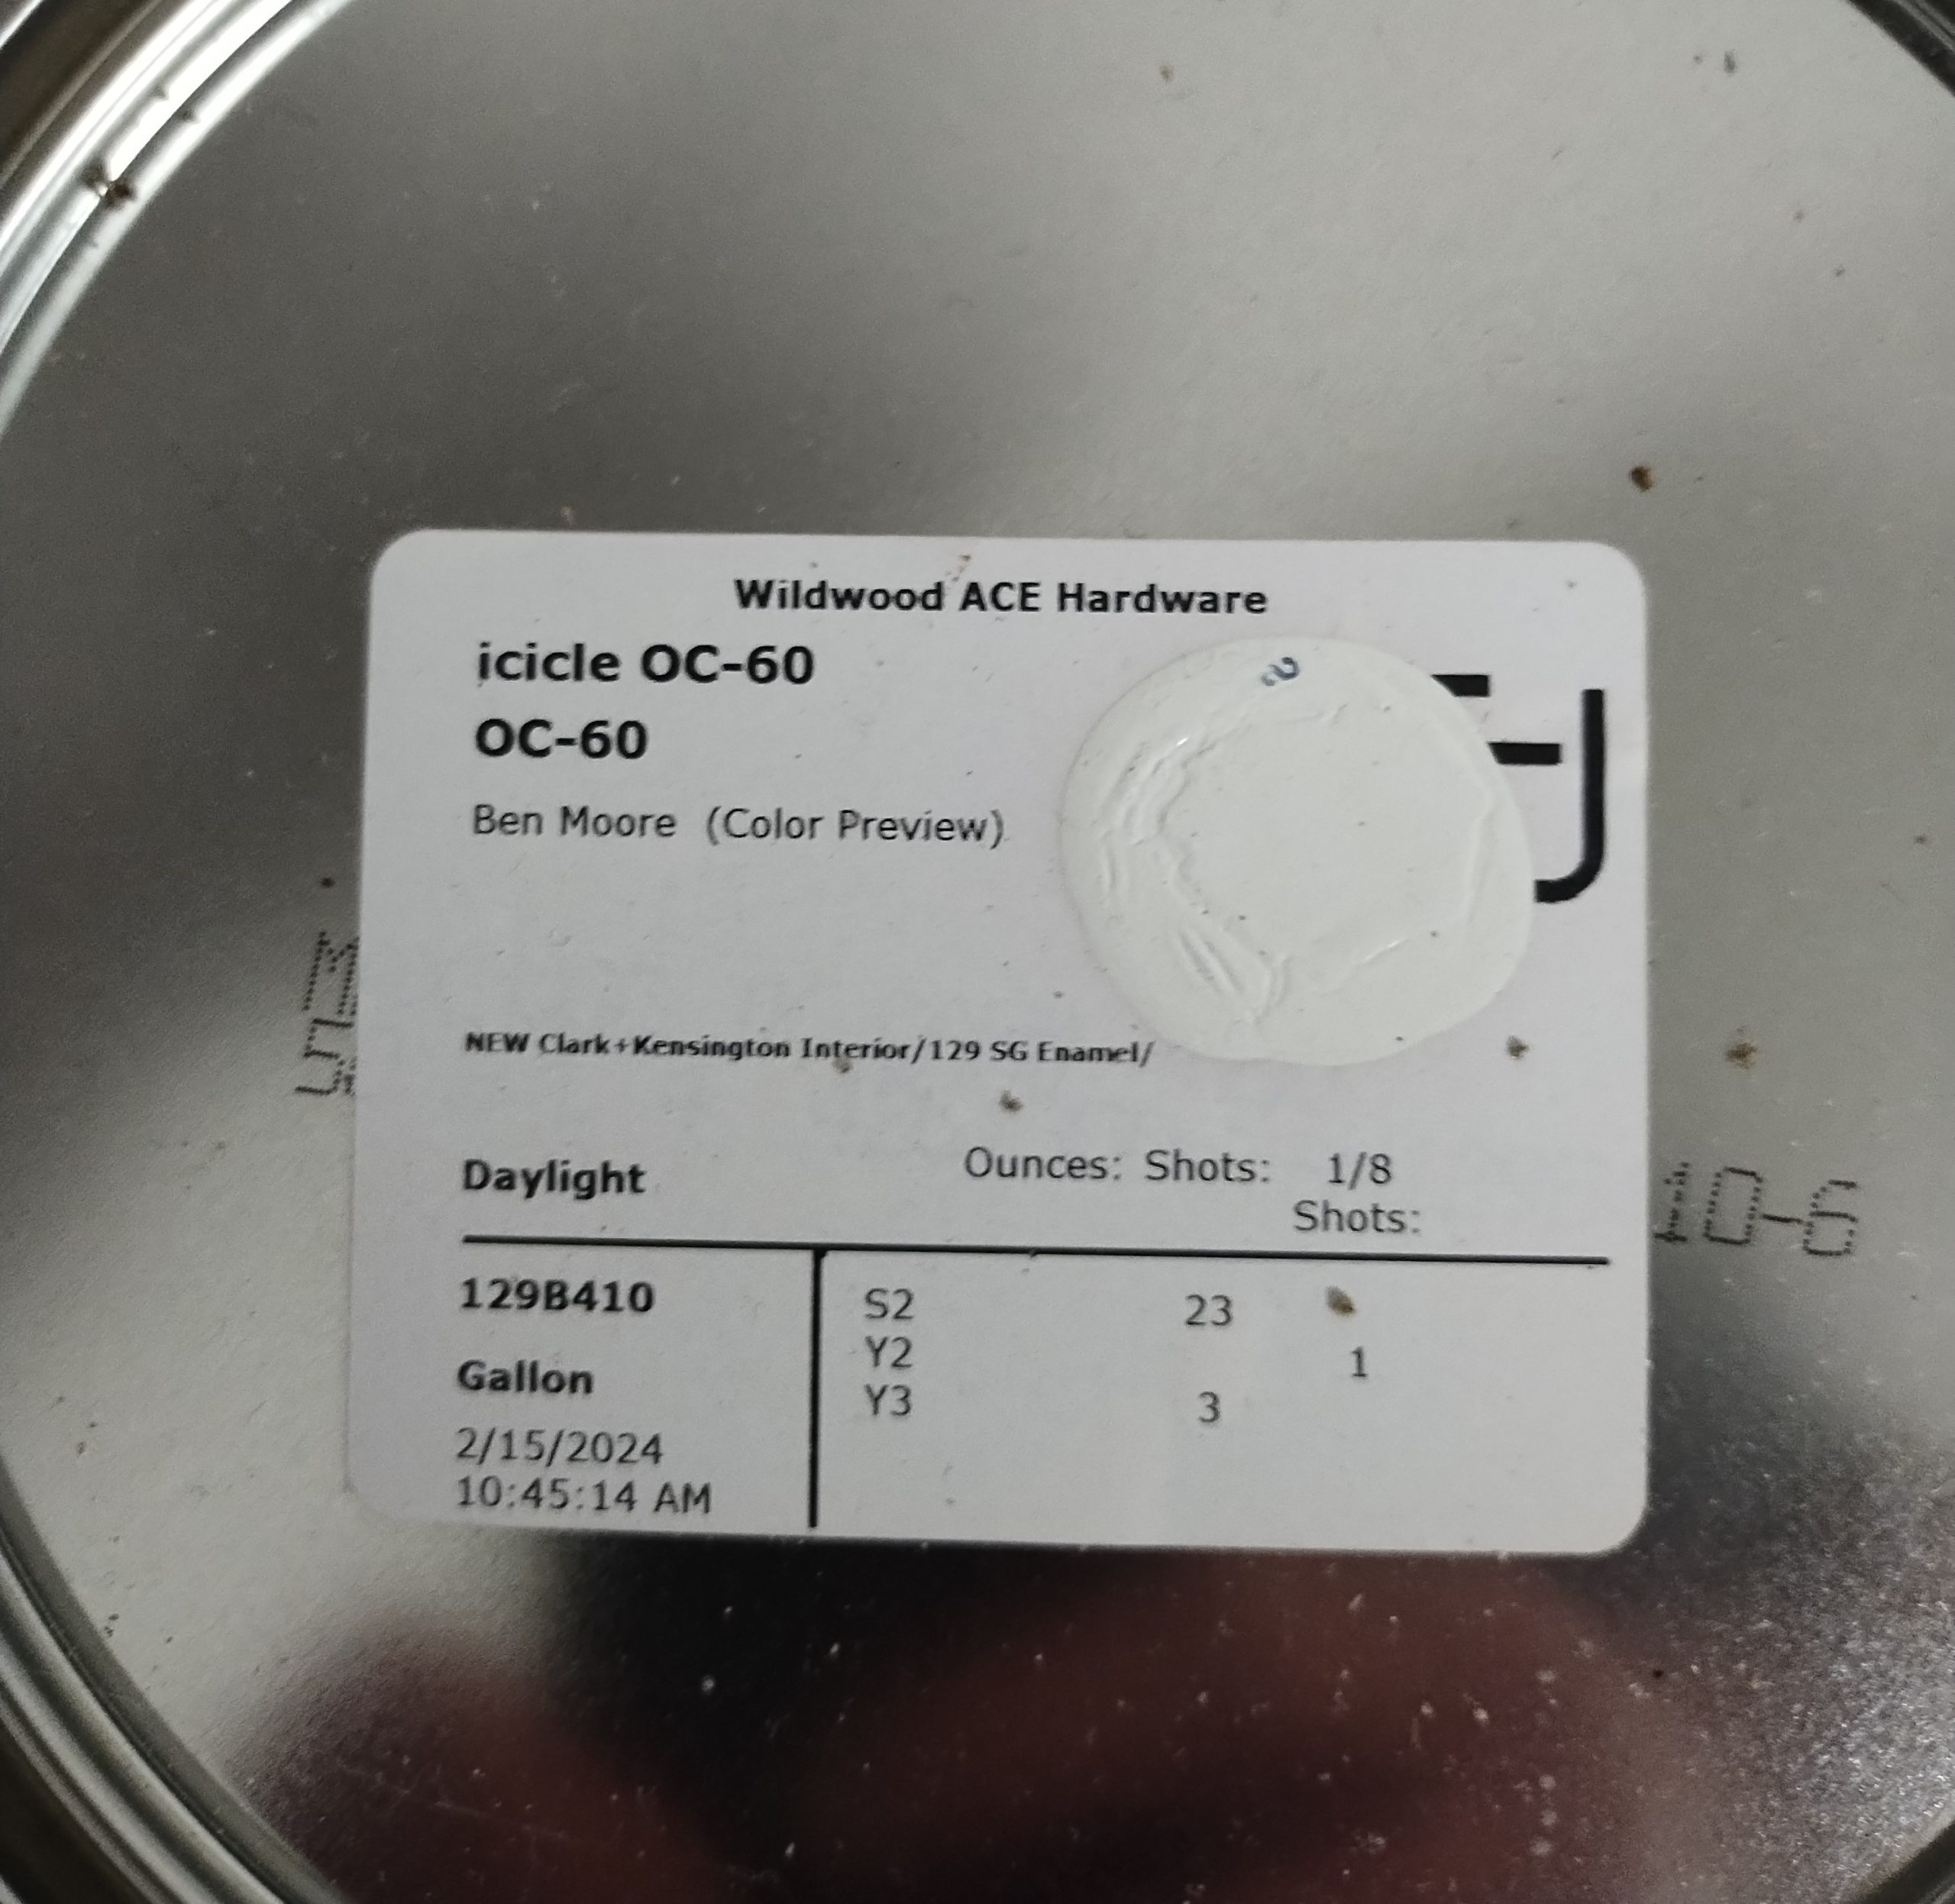 Wildwood ACE Hardware
icicle OC-60
OC-60
Ben Moore (Color Preview)
NEW Clark+Kensington Interior/129 SG Enamel/
Daylight
Ounces: Shots: 1/8
Shots:
129B410
Gallon
2/15/2024
10:45:14 AM
S2 23
Y2 1
Y3 3